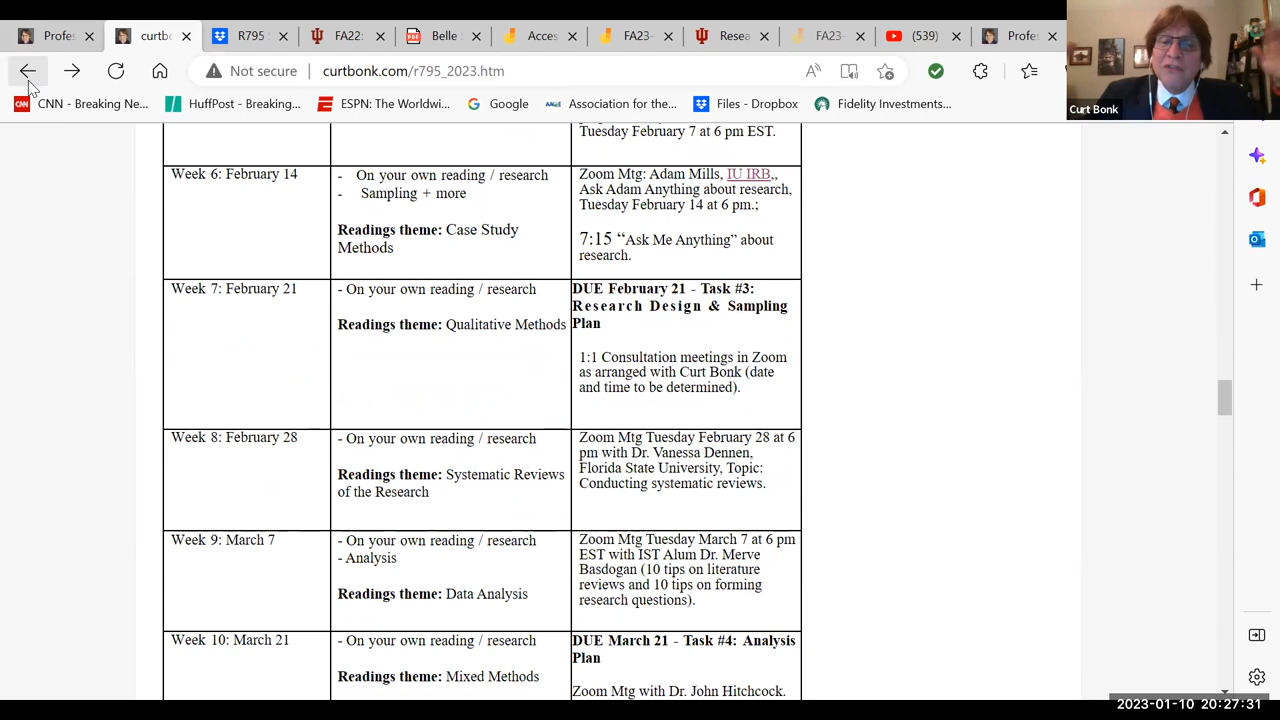 Profes
curtbo
R795
FA22:
Belle
Acces
FA23-
Resea
FA23-
(539)
Profes
Not secure
curtbonk.com/r795_2023.htm
CNN - Breaking Ne...
HuffPost - Breaking...
ESPN: The Worldwi...
Google
Association for the...
Files - Dropbox
Fidelity Investments...
Curt Bonk
Tuesday February 7 at 6 pm EST.
Week 6: February 14
- On your own reading / research
- Sampling + more
Readings theme: Case Study
Methods
Zoom Mtg: Adam Mills, IU IRB,,
Ask Adam Anything about research,
Tuesday February 14 at 6 pm.;
7:15 “Ask Me Anything” about
research.
Week 7: February 21
- On your own reading / research
Readings theme: Qualitative Methods
DUE February 21 - Task #3:
Research Design & Sampling
Plan
1:1 Consultation meetings in Zoom
as arranged with Curt Bonk (date
and time to be determined).
Week 8: February 28
- On your own reading / research
Readings theme: Systematic Reviews
of the Research
Zoom Mtg Tuesday February 28 at 6
pm with Dr. Vanessa Dennen,
Florida State University, Topic:
Conducting systematic reviews.
Week 9: March 7
- On your own reading / research
- Analysis
Readings theme: Data Analysis
Zoom Mtg Tuesday March 7 at 6 pm
EST with IST Alum Dr. Merve
Basdogan (10 tips on literature
reviews and 10 tips on forming
research questions).
Week 10: March 21
- On your own reading / research
Readings theme: Mixed Methods
DUE March 21 - Task #4: Analysis
Plan
Zoom Mtg with Dr. John Hitchcock.
2023-01-10 20:27:31